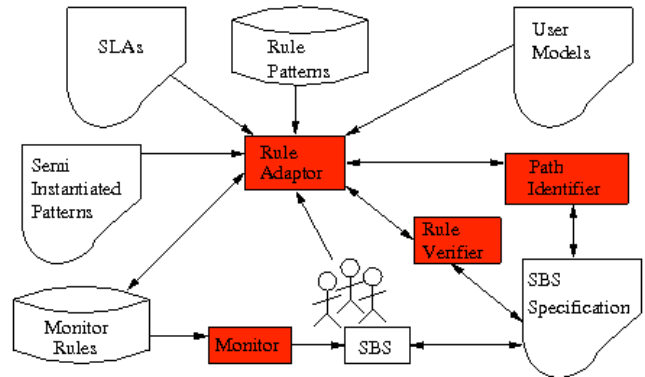 SLAs
Rule
Patterns
User
Models
Semi
Instantiated
Patterns
Rule
Adaptor
Path
Identifier
Rule
Verifier
SBS
Specification
Monitor
Rules
Monitor
SBS